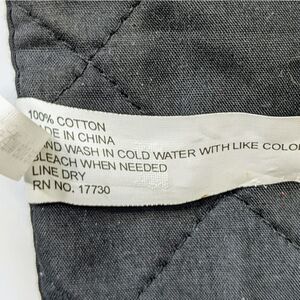 100% COTTON
MADE IN CHINA
HAND WASH IN COLD WATER WITH LIKE COLO
BLEACH WHEN NEEDED
LINE DRY
RN NO. 17730